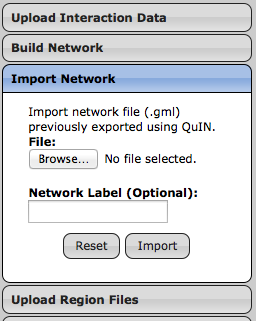 Upload Interaction Data
Build Network
Import Network
Import network file (.gml)
previously exported using QuIN.
File:
Browse... No file selected.
Network Label (Optional):
Reset Import
Upload Region Files